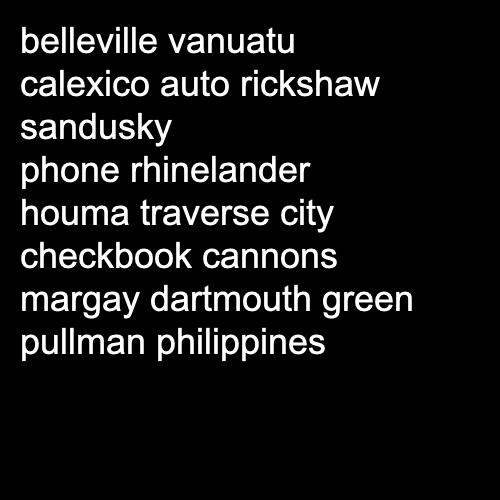 belleville vanuatu
calexico auto rickshaw
sandusky
phone rhinelander
houma traverse city
checkbook cannons
margay dartmouth green
pullman philippines